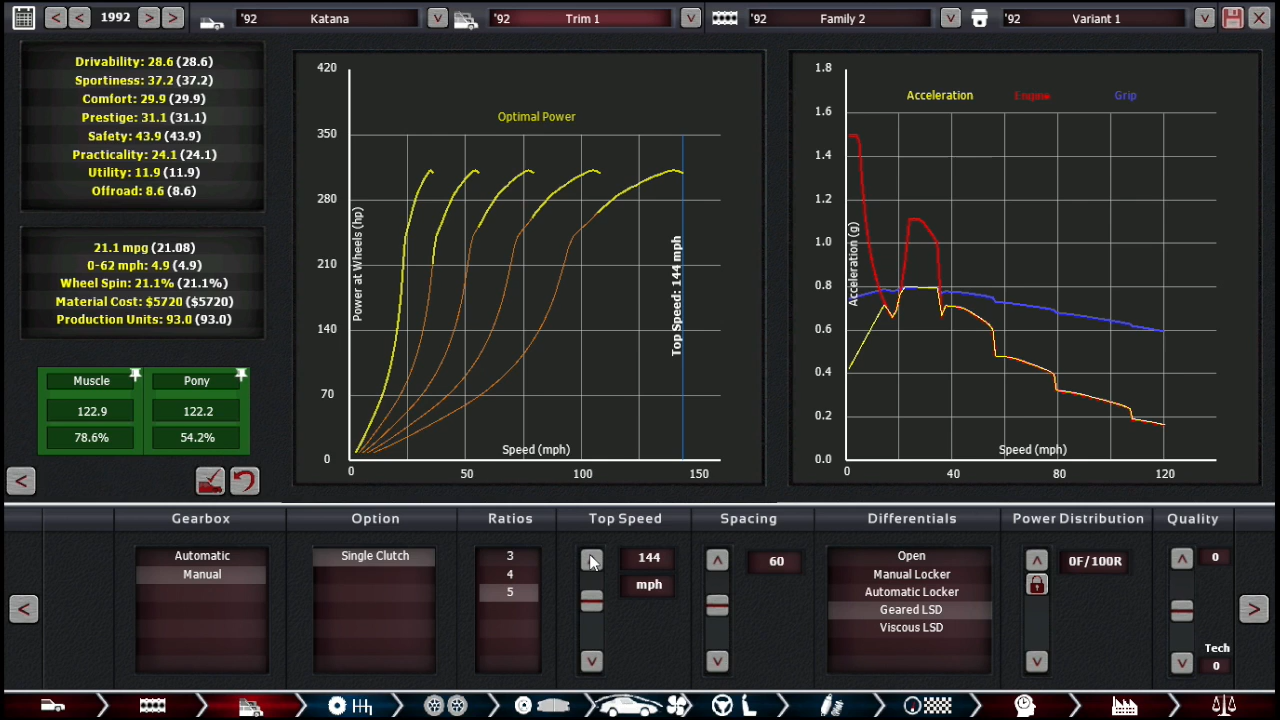 1992
'92 Katana
'92 Trim 1
'92 Family 2
'92 Variant 1
Drivability: 28.6 (28.6)
Sportiness: 37.2 (37.2)
Comfort: 29.9 (29.9)
Prestige: 31.1 (31.1)
Safety: 43.9 (43.9)
Practicality: 24.1 (24.1)
Utility: 11.9 (11.9)
Offroad: 8.6 (8.6)
21.1 mpg (21.08)
0-62 mph: 4.9 (4.9)
Wheel Spin: 21.1% (21.1%)
Material Cost: $5720 ($5720)
Production Units: 93.0 (93.0)
Muscle
122.9
78.6%
Pony
122.2
54.2%
Optimal Power
420
350
280
210
140
70
0
Power at Wheels (hp)
Top Speed: 144 mph
Speed (mph)
0 50 100 150
Acceleration Engine Grip
1.8
1.6
1.4
1.2
1.0
0.8
0.6
0.4
0.2
0.0
Acceleration (g)
Speed (mph)
0 40 80 120
Gearbox
Automatic
Manual
Option
Single Clutch
Ratios
3
4
5
Top Speed
144
mph
Spacing
60
Differentials
Open
Manual Locker
Automatic Locker
Geared LSD
Viscous LSD
Power Distribution
0F/100R
Quality
0
Tech
0